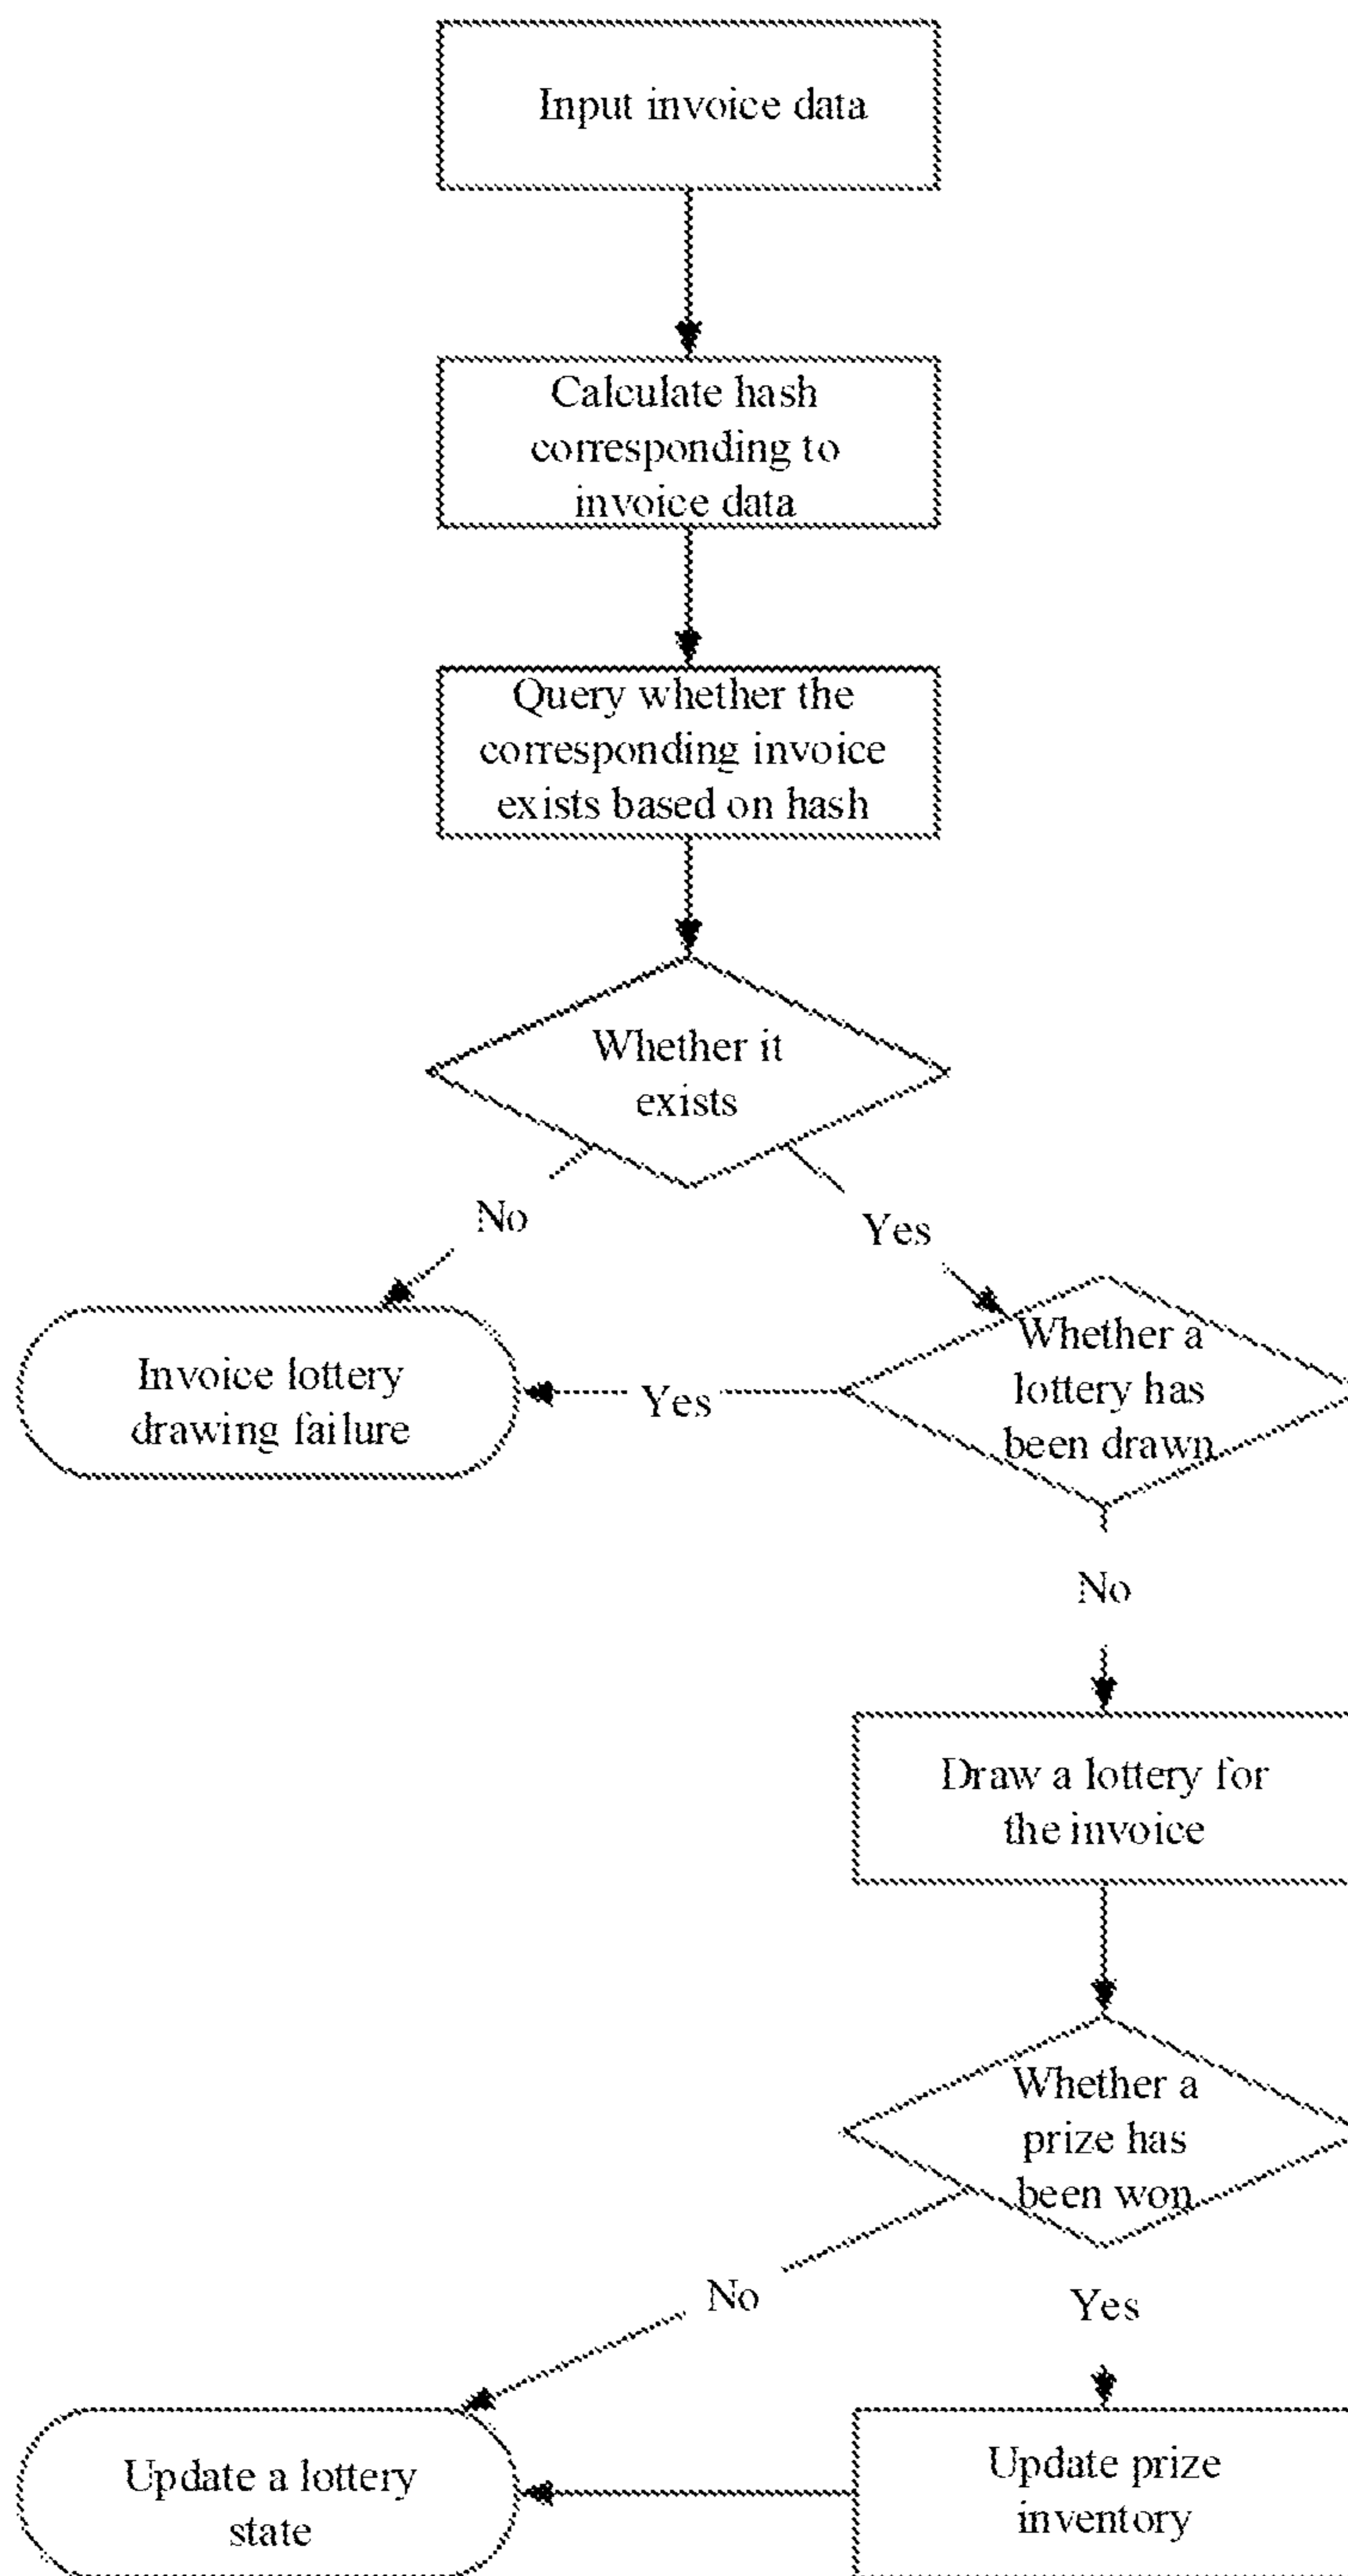 Input invoice data
Calculate hash
corresponding to
invoice data
Query whether the
corresponding invoice
exists based on hash
Whether it
exists
No
Yes
Invoice lottery
drawing failure
Yes
Whether a
lottery has
been drawn
No
Draw a lottery for
the invoice
Whether a
prize has
been won
No
Yes
Update a lottery
state
Update prize
inventory